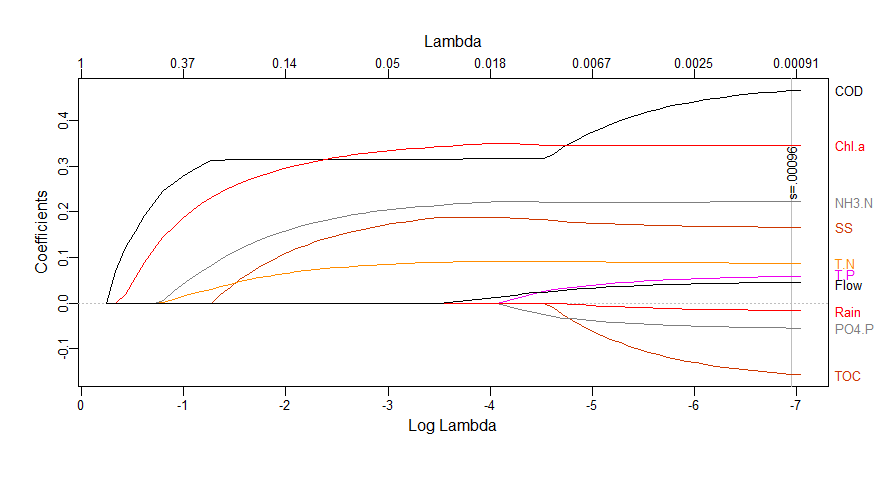 Lambda
1 0.37 0.14 0.05 0.018 0.0067 0.0025 0.00091
COD
Chl.a
NH3.N
SS
T.N
T.P
Flow
Rain
PO4.P
TOC
s=.00096
Coefficients
0.4
0.3
0.2
0.1
0.0
-0.1
0 -1 -2 -3 -4 -5 -6 -7
Log Lambda